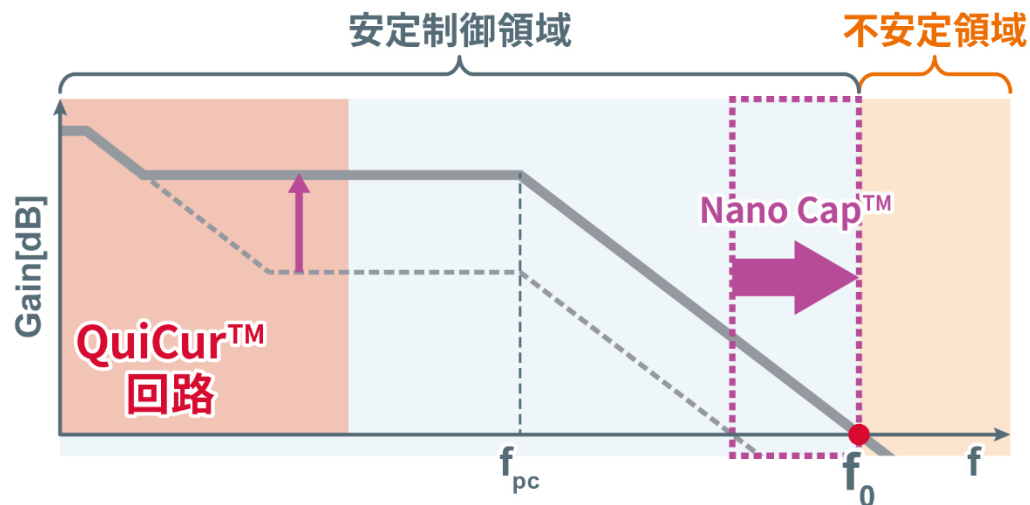 安定制御領域
不安定領域
Gain[dB]
Nano Cap™
QuiCur™
回路
fpc
f0
f